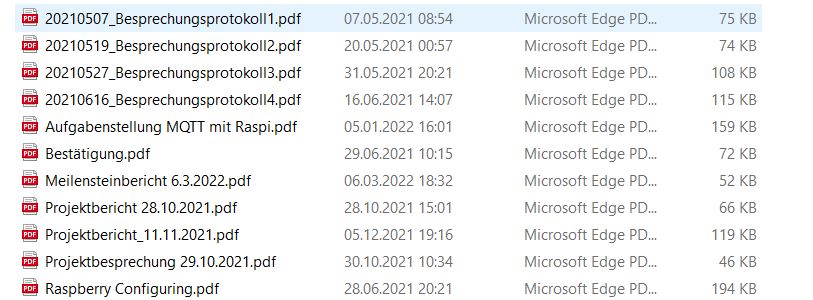 PDF 20210507_Besprechungsprotokoll1.pdf 07.05.2021 08:54 Microsoft Edge PD... 75 KB
PDF 20210519_Besprechungsprotokoll2.pdf 20.05.2021 00:57 Microsoft Edge PD... 74 KB
PDF 20210527_Besprechungsprotokoll3.pdf 31.05.2021 20:21 Microsoft Edge PD... 108 KB
PDF 20210616_Besprechungsprotokoll4.pdf 16.06.2021 14:07 Microsoft Edge PD... 115 KB
PDF Aufgabenstellung MQTT mit Raspi.pdf 05.01.2022 16:01 Microsoft Edge PD... 159 KB
PDF Bestätigung.pdf 29.06.2021 10:15 Microsoft Edge PD... 72 KB
PDF Meilensteinbericht 6.3.2022.pdf 06.03.2022 18:32 Microsoft Edge PD... 52 KB
PDF Projektbericht 28.10.2021.pdf 28.10.2021 15:01 Microsoft Edge PD... 66 KB
PDF Projektbericht_11.11.2021.pdf 05.12.2021 19:16 Microsoft Edge PD... 119 KB
PDF Projektbesprechung 29.10.2021.pdf 30.10.2021 10:34 Microsoft Edge PD... 46 KB
PDF Raspberry Configuring.pdf 28.06.2021 20:21 Microsoft Edge PD... 194 KB